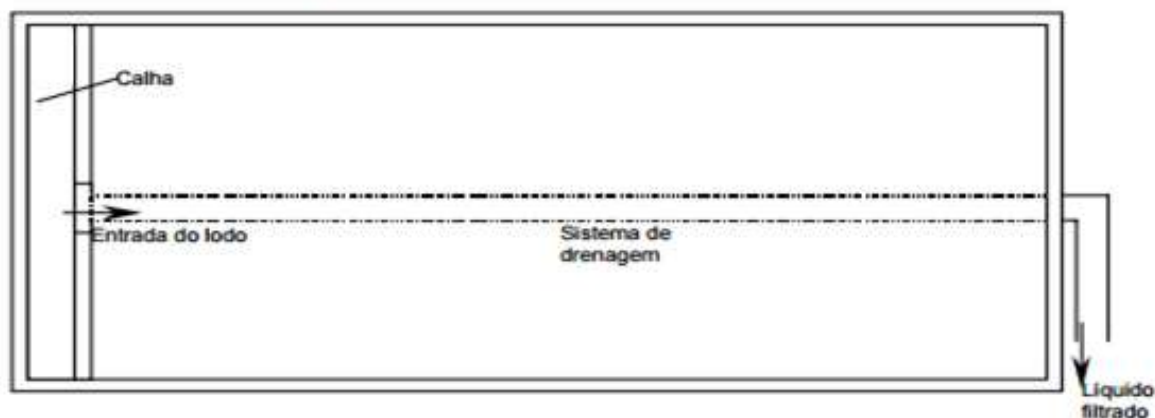 Calha
Entrada do lodo
Sistema de
drenagem
Líquido
filtrado